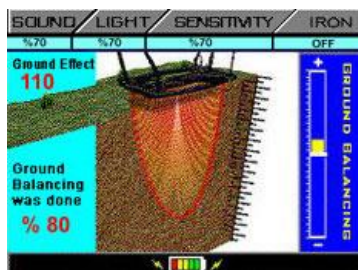 SOUND LIGHT SENSITIVITY IRON
%70 %70 %70 OFF
Ground Effect
110
Ground
Balancing
was done
% 80
+
GROUND BALANCING
-